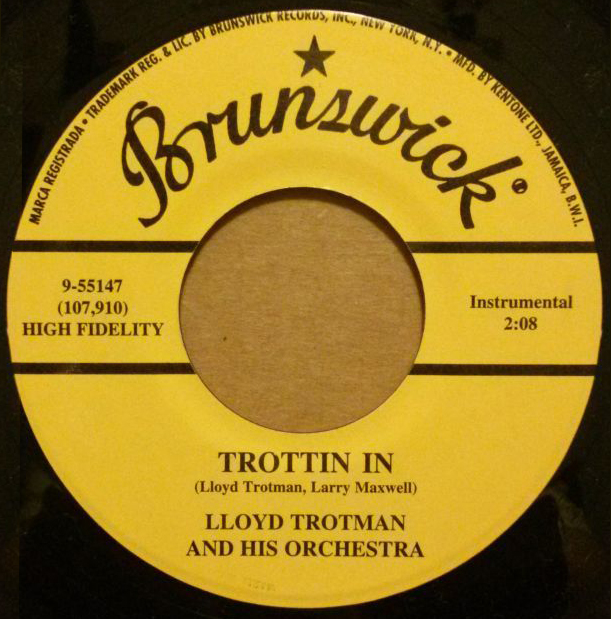 MARCA REGISTRADA • TRADEMARK REG. & LIC. BY BRUNSWICK RECORDS, INC., NEW YORK, N.Y. • MFD. BY KENTONE LTD., JAMAICA, B.W.I.
Brunswick®
9-55147
(107,910)
HIGH FIDELITY
Instrumental
2:08
TROTTIN IN
(Lloyd Trotman, Larry Maxwell)
LLOYD TROTMAN
AND HIS ORCHESTRA